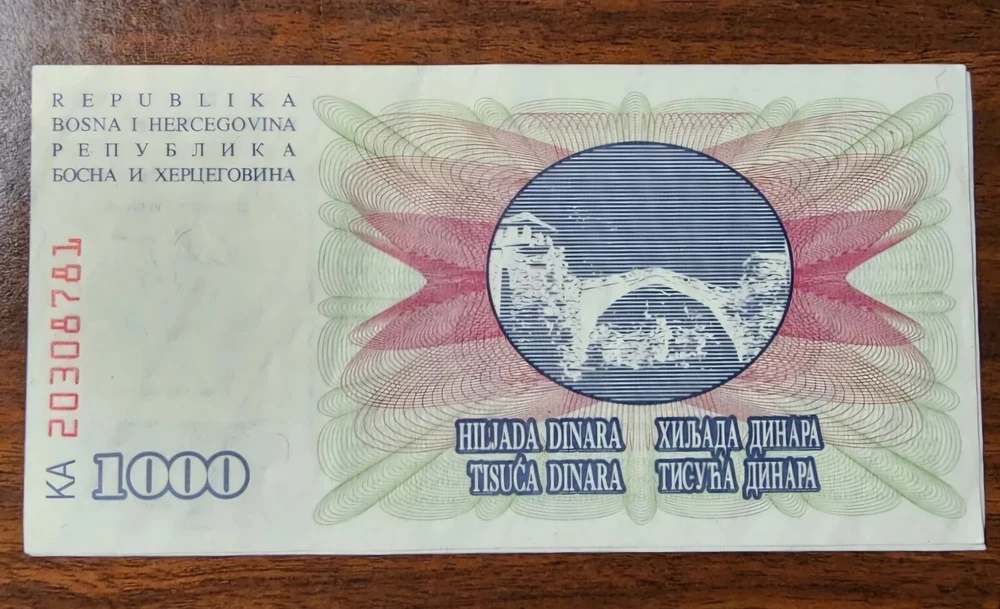 REPUBLIKA
BOSNA I HERCEGOVINA
РЕПУБЛИКА
БОСНА И ХЕРЦЕГОВИНА
20308781
KA
1000
HILJADA DINARA ХИЉАДА ДИНАРА
TISUĆA DINARA ТИСУЋА ДИНАРА